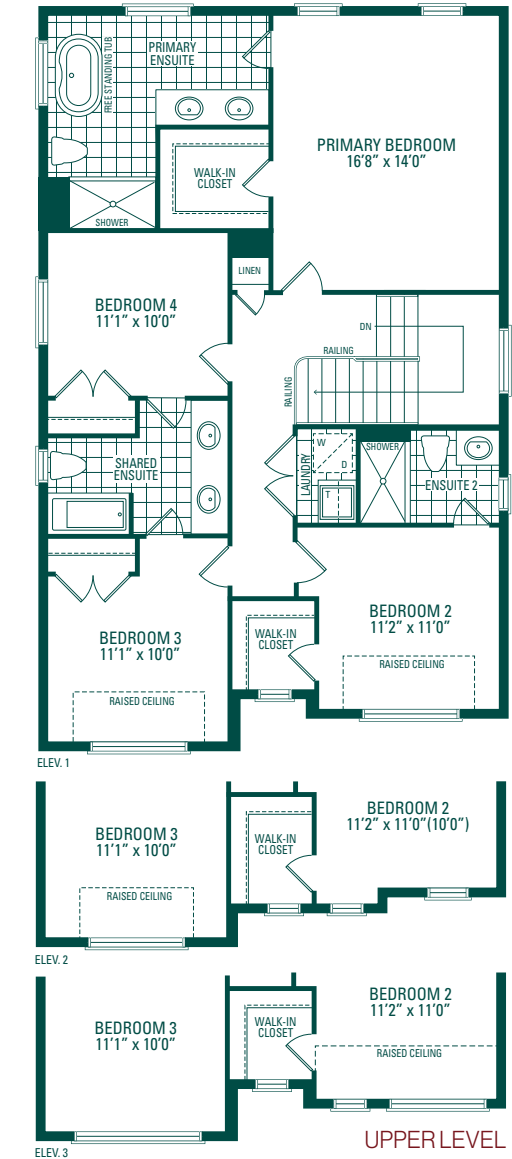 PRIMARY
ENSUITE
FREESTANDING TUB
PRIMARY BEDROOM
16'8" x 14'0"
WALK-IN
CLOSET
SHOWER
LINEN
BEDROOM 4
11'1" x 10'0"
DN
RAILING
RAILING
SHARED
ENSUITE
LAUNDRY
W
D
T
SHOWER
ENSUITE 2
BEDROOM 2
11'2" x 11'0"
RAISED CEILING
WALK-IN
CLOSET
BEDROOM 3
11'1" x 10'0"
RAISED CEILING
ELEV. 1
BEDROOM 2
11'2" x 11'0"(10'0")
BEDROOM 3
11'1" x 10'0"
WALK-IN
CLOSET
RAISED CEILING
ELEV. 2
BEDROOM 2
11'2" x 11'0"
BEDROOM 3
11'1" x 10'0"
WALK-IN
CLOSET
RAISED CEILING
UPPER LEVEL
ELEV. 3